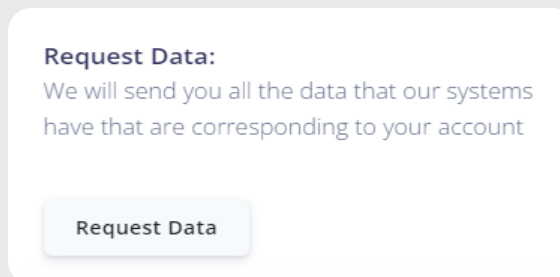 Request Data:
We will send you all the data that our systems
have that are corresponding to your account
Request Data